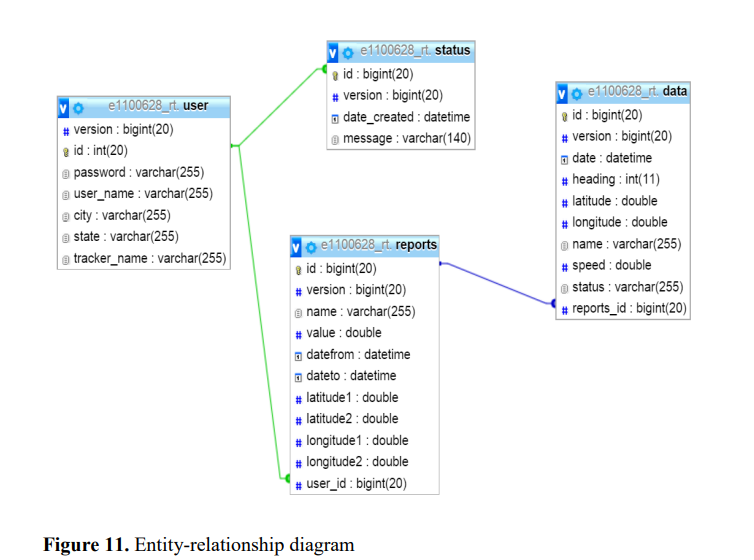 v e1100628_rt. user
# version : bigint(20)
id : int(20)
password : varchar(255)
user_name : varchar(255)
city : varchar(255)
state : varchar(255)
tracker_name : varchar(255)
v e1100628_rt. status
id : bigint(20)
# version : bigint(20)
date_created : datetime
message : varchar(140)
v e1100628_rt. reports
id : bigint(20)
# version : bigint(20)
name : varchar(255)
# value : double
datefrom : datetime
dateto : datetime
# latitude1 : double
# latitude2 : double
# longitude1 : double
# longitude2 : double
# user_id : bigint(20)
v e1100628_rt. data
id : bigint(20)
# version : bigint(20)
date : datetime
# heading : int(11)
# latitude : double
# longitude : double
name : varchar(255)
# speed : double
status : varchar(255)
# reports_id : bigint(20)
Figure 11. Entity-relationship diagram